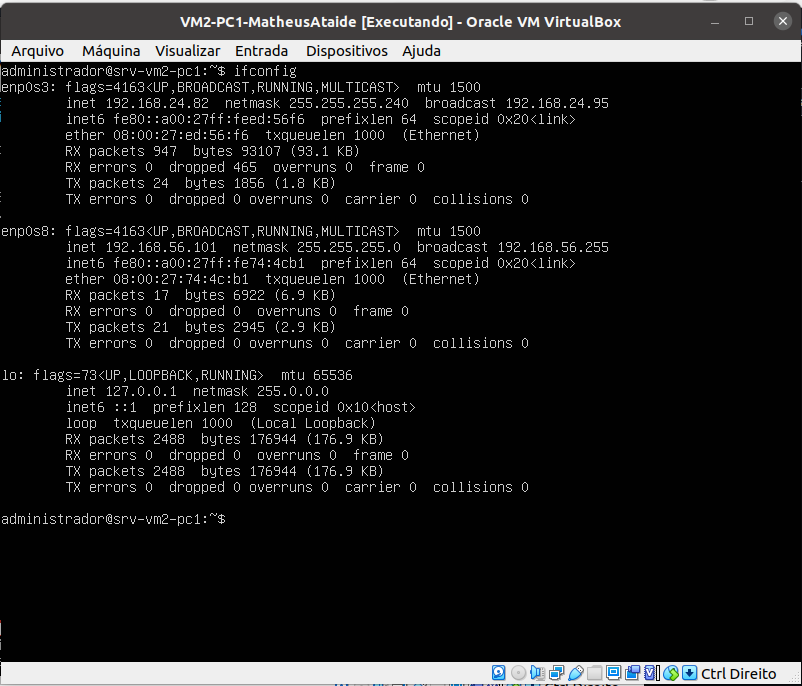 VM2-PC1-MatheusAtaide [Executando] - Oracle VM VirtualBox
Arquivo Máquina Visualizar Entrada Dispositivos Ajuda
administrador@srv-vm2-pc1:~$ ifconfig
enp0s3: flags=4163<UP,BROADCAST,RUNNING,MULTICAST>  mtu 1500
        inet 192.168.24.82  netmask 255.255.255.240  broadcast 192.168.24.95
        inet6 fe80::a00:27ff:feed:56f6  prefixlen 64  scopeid 0x20<link>
        ether 08:00:27:ed:56:f6  txqueuelen 1000  (Ethernet)
        RX packets 947  bytes 93107 (93.1 KB)
        RX errors 0  dropped 465  overruns 0  frame 0
        TX packets 24  bytes 1856 (1.8 KB)
        TX errors 0  dropped 0 overruns 0  carrier 0  collisions 0
enp0s8: flags=4163<UP,BROADCAST,RUNNING,MULTICAST>  mtu 1500
        inet 192.168.56.101  netmask 255.255.255.0  broadcast 192.168.56.255
        inet6 fe80::a00:27ff:fe74:4cb1  prefixlen 64  scopeid 0x20<link>
        ether 08:00:27:74:4c:b1  txqueuelen 1000  (Ethernet)
        RX packets 17  bytes 6922 (6.9 KB)
        RX errors 0  dropped 0  overruns 0  frame 0
        TX packets 21  bytes 2945 (2.9 KB)
        TX errors 0  dropped 0 overruns 0  carrier 0  collisions 0
lo: flags=73<UP,LOOPBACK,RUNNING>  mtu 65536
        inet 127.0.0.1  netmask 255.0.0.0
        inet6 ::1  prefixlen 128  scopeid 0x10<host>
        loop  txqueuelen 1000  (Local Loopback)
        RX packets 2488  bytes 176944 (176.9 KB)
        RX errors 0  dropped 0  overruns 0  frame 0
        TX packets 2488  bytes 176944 (176.9 KB)
        TX errors 0  dropped 0 overruns 0  carrier 0  collisions 0
administrador@srv-vm2-pc1:~$
Ctrl Direito